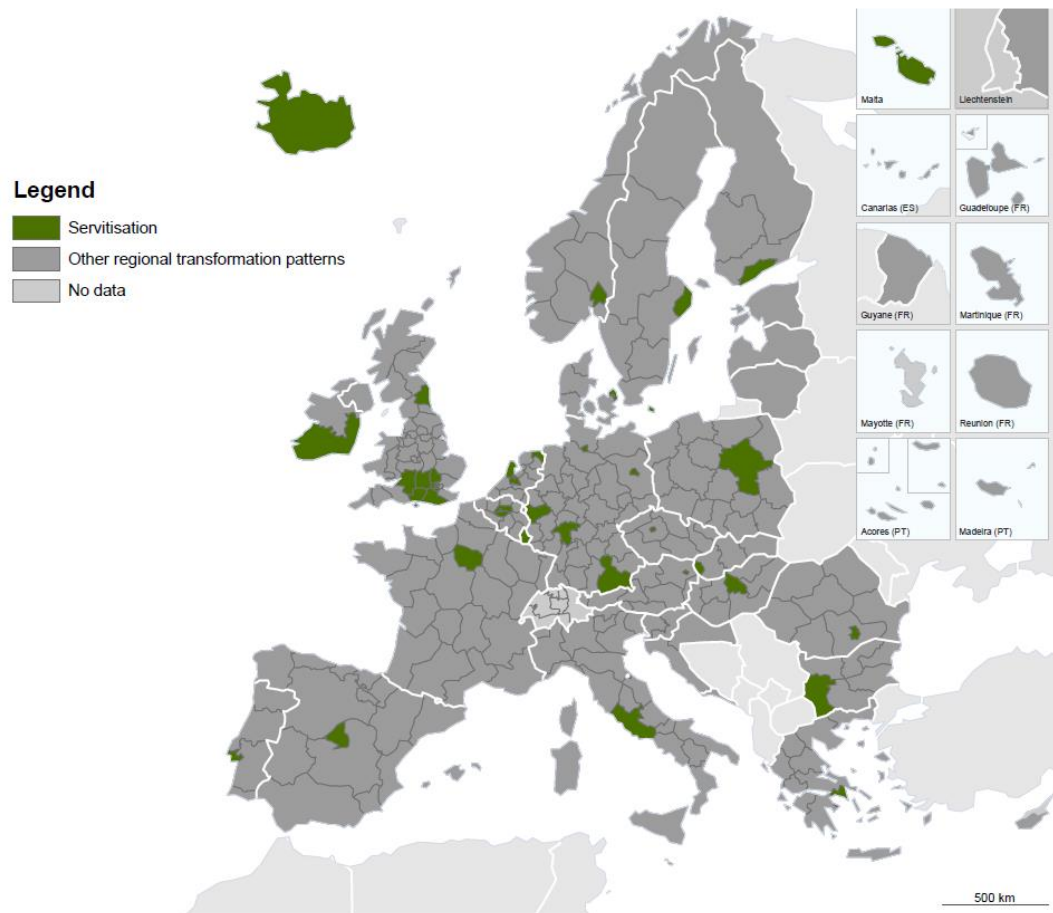 Legend
Servitisation
Other regional transformation patterns
No data
Malta
Liechtenstein
Canarias (ES)
Guadeloupe (FR)
Guyane (FR)
Martinique (FR)
Mayotte (FR)
Reunion (FR)
Acores (PT)
Madeira (PT)
500 km